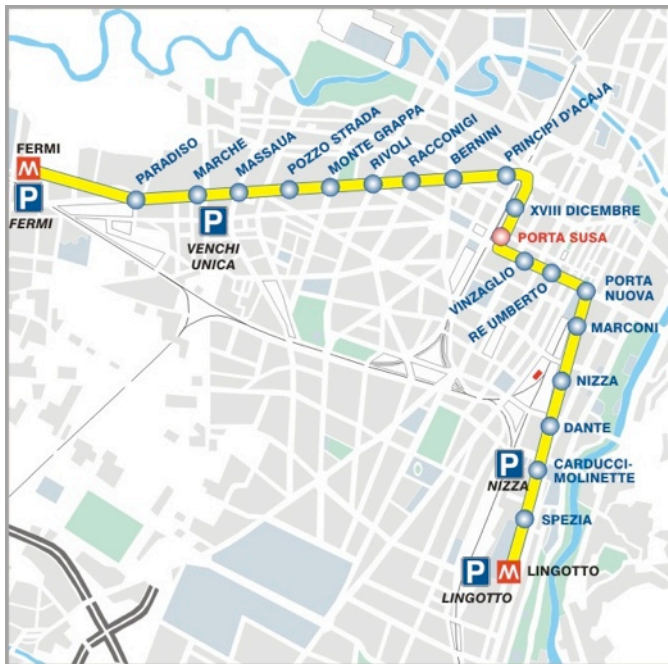 FERMI
M
P
FERMI
PARADISO
MARCHE
MASSAUA
POZZO STRADA
MONTE GRAPPA
RIVOLI
RACCONIGI
BERNINI
PRINCIPI D'ACAJA
P
VENCHI
UNICA
XVIII DICEMBRE
PORTA SUSA
VINZAGLIO
RE UMBERTO
PORTA
NUOVA
MARCONI
NIZZA
DANTE
P
NIZZA
CARDUCCI-
MOLINETTE
SPEZIA
P
LINGOTTO
M
LINGOTTO